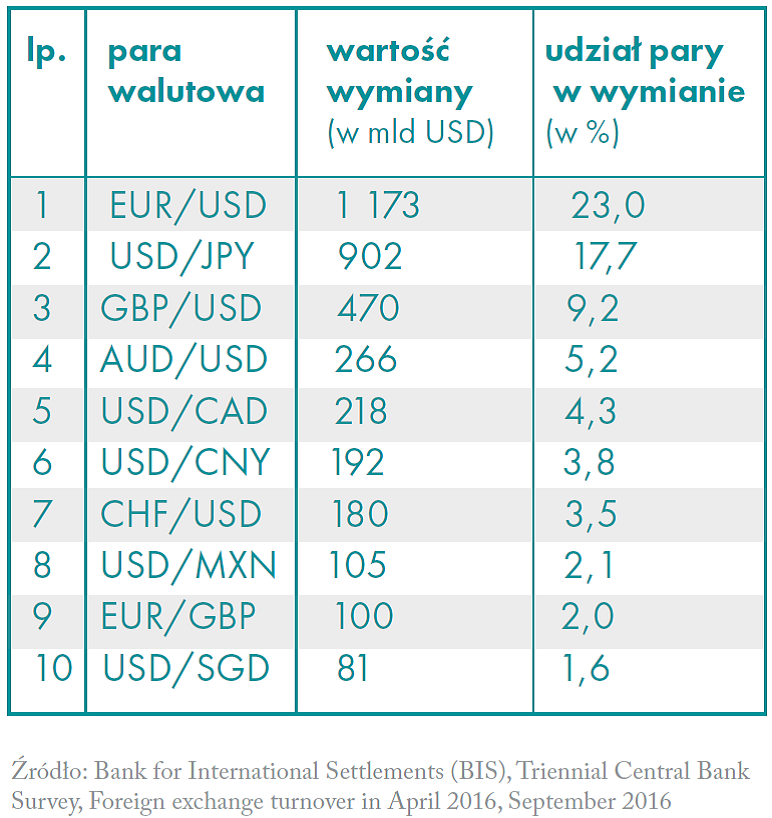 lp. para walutowa wartość wymiany (w mld USD) udział pary w wymianie (w %)
1 EUR/USD 1 173 23,0
2 USD/JPY 902 17,7
3 GBP/USD 470 9,2
4 AUD/USD 266 5,2
5 USD/CAD 218 4,3
6 USD/CNY 192 3,8
7 CHF/USD 180 3,5
8 USD/MXN 105 2,1
9 EUR/GBP 100 2,0
10 USD/SGD 81 1,6
Źródło: Bank for International Settlements (BIS), Triennial Central Bank
Survey, Foreign exchange turnover in April 2016, September 2016